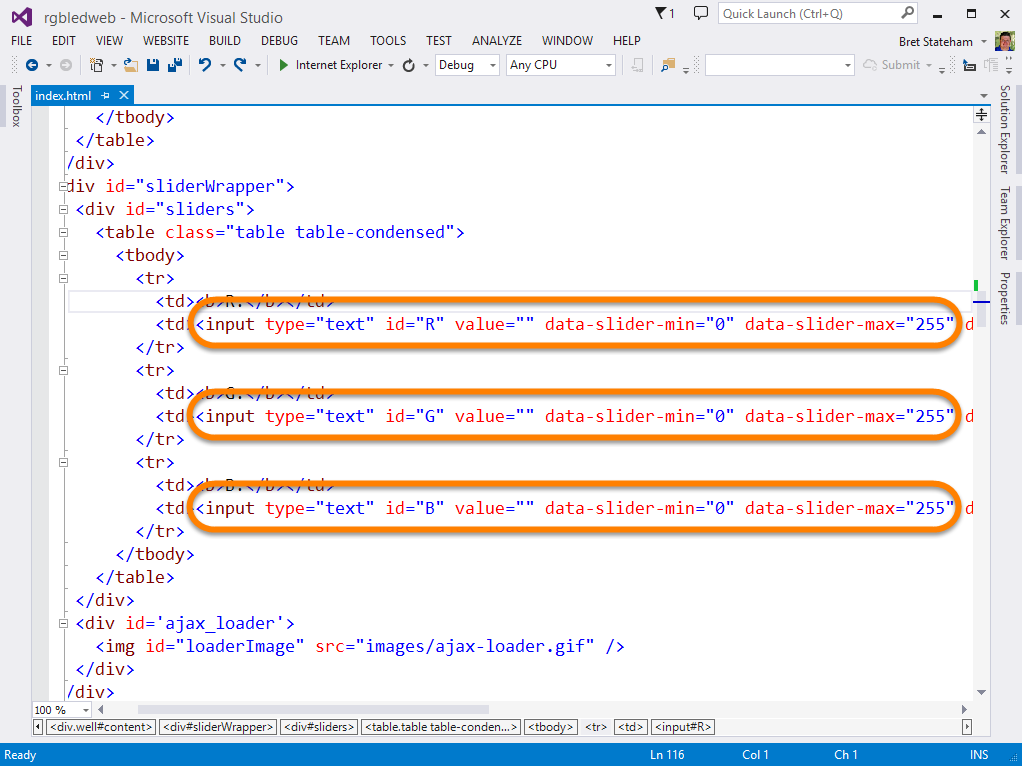 rgbledweb - Microsoft Visual Studio
1
Quick Launch (Ctrl+Q)
FILE EDIT VIEW WEBSITE BUILD DEBUG TEAM TOOLS TEST ANALYZE WINDOW HELP
Bret Stateham
Internet Explorer Debug Any CPU Submit
Toolbox
index.html
Solution Explorer
Team Explorer
Properties
</tbody>
</table>
/div>
div id="sliderWrapper">
<div id="sliders">
<table class="table table-condensed">
<tbody>
<tr>
<td><b>R:</b></td>
<td><input type="text" id="R" value="" data-slider-min="0" data-slider-max="255" d
</tr>
<tr>
<td><b>G:</b></td>
<td><input type="text" id="G" value="" data-slider-min="0" data-slider-max="255" d
</tr>
<tr>
<td><b>B:</b></td>
<td><input type="text" id="B" value="" data-slider-min="0" data-slider-max="255" d
</tr>
</tbody>
</table>
</div>
<div id='ajax_loader'>
<img id="loaderImage" src="images/ajax-loader.gif" />
</div>
/div>
100 %
<div.well#content> <div#sliderWrapper> <div#sliders> <table.table table-conden...> <tbody> <tr> <td> <input#R>
Ready Ln 116 Col 1 Ch 1 INS